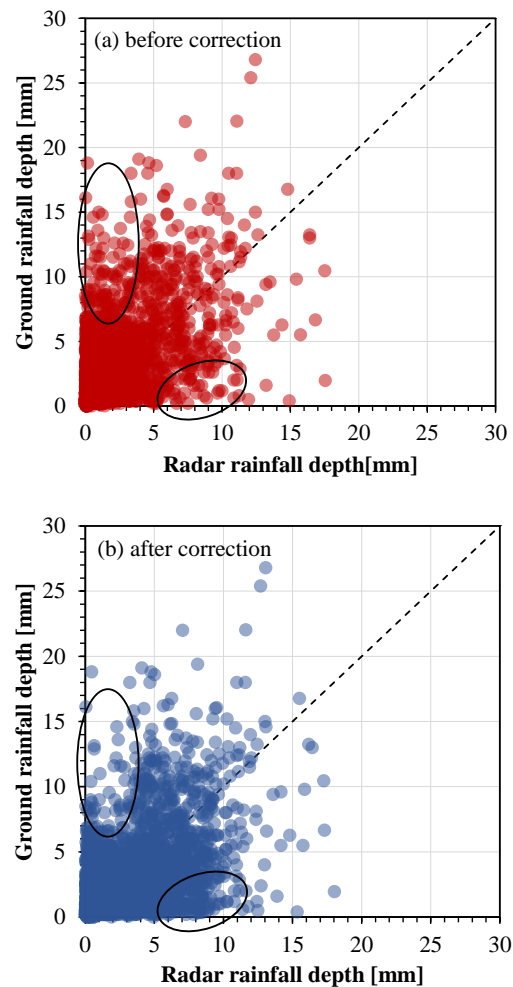 (a) before correction
Ground rainfall depth [mm]
30
25
20
15
10
5
0
0 5 10 15 20 25 30
Radar rainfall depth[mm]
(b) after correction
Ground rainfall depth [mm]
30
25
20
15
10
5
0
0 5 10 15 20 25 30
Radar rainfall depth [mm]